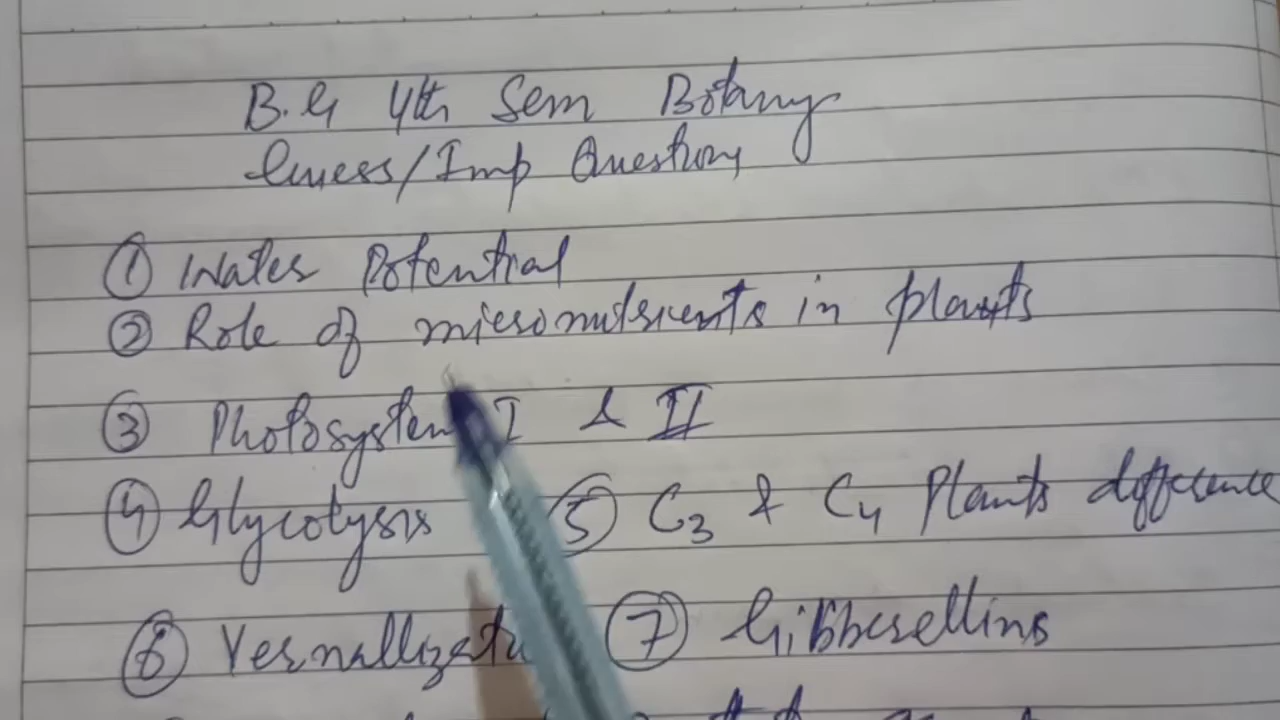 B.G 4th Sem Botany
Guess/Imp Questions
① Water Potential
② Role of micronutrients in plants
③ Photosystem I & II
④ Glycolysis ⑤ C3 & C4 Plants difference
⑥ ⑦ Gibberellins